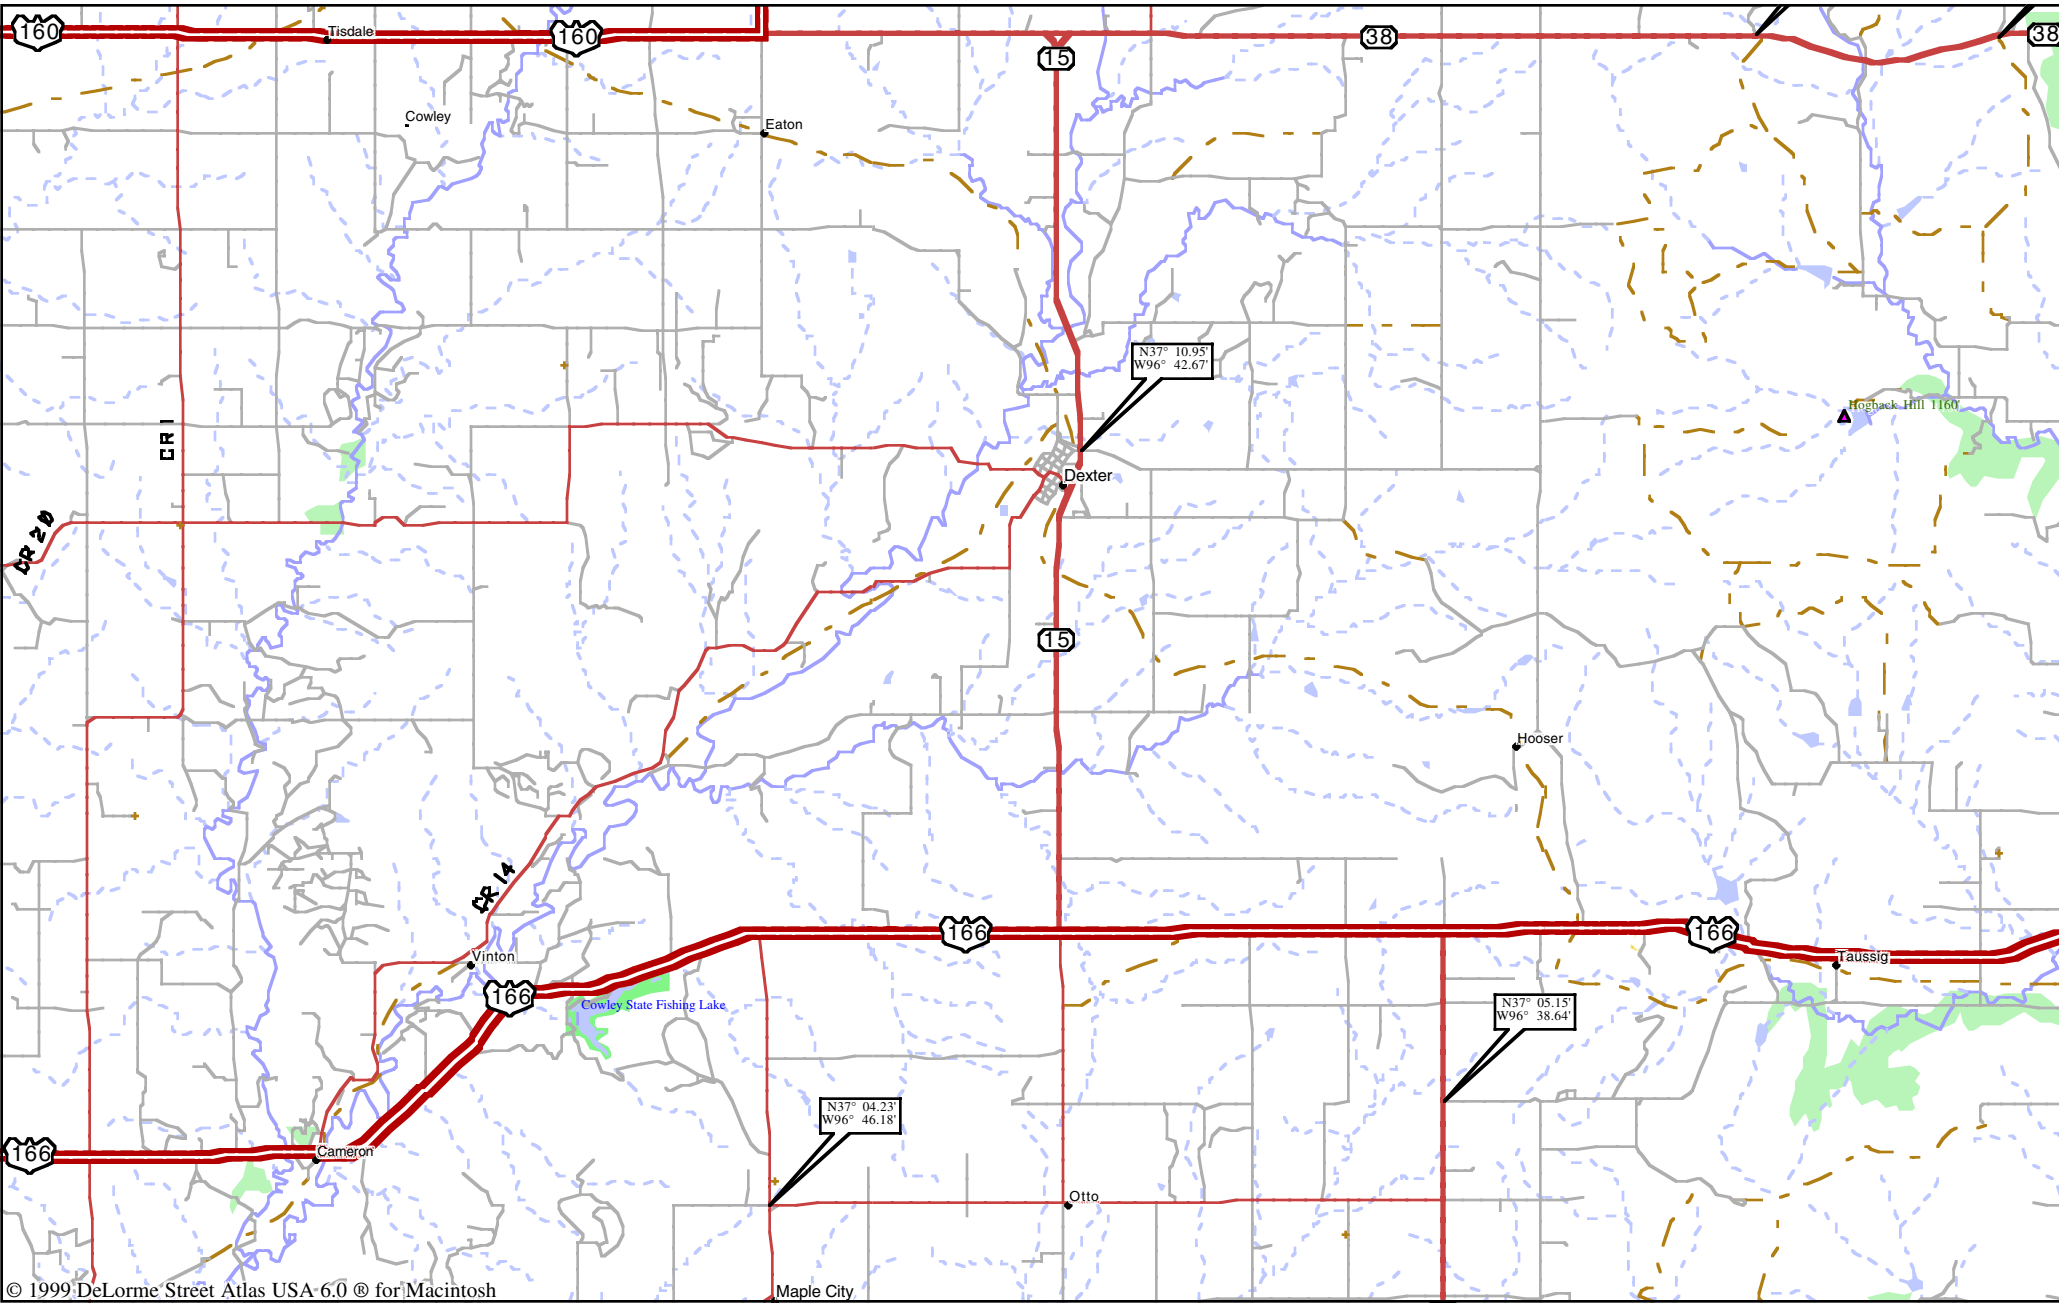 160
Tisdale
160
38
38
15
Cowley
Eaton
N37° 10.95'
W96° 42.67'
Hogback Hill 1160'
CR 1
Dexter
CR 20
15
Hooser
CR 14
166
166
Vinton
Taussig
166
Cowley State Fishing Lake
N37° 05.15'
W96° 38.64'
N37° 04.23'
W96° 46.18'
166
Cameron
Otto
© 1999 DeLorme Street Atlas USA 6.0 ® for Macintosh
Maple City